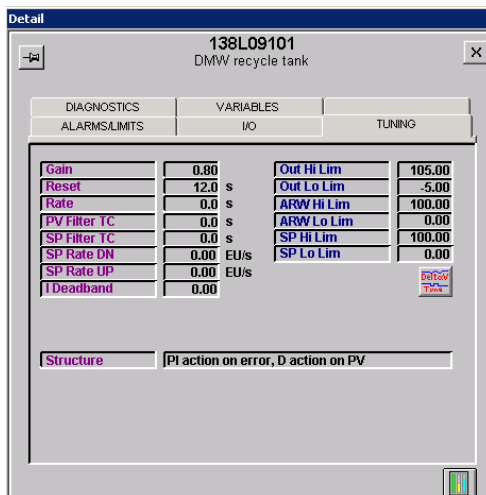 Detail
138L09101
DMW recycle tank
DIAGNOSTICS VARIABLES
ALARMS/LIMITS I/O TUNING
Gain 0.80 Out Hi Lim 105.00
Reset 12.0 s Out Lo Lim -5.00
Rate 0.0 s ARW Hi Lim 100.00
PV Filter TC 0.0 s ARW Lo Lim 0.00
SP Filter TC 0.0 s SP Hi Lim 100.00
SP Rate DN 0.00 EU/s SP Lo Lim 0.00
SP Rate UP 0.00 EU/s DeltaV
I Deadband 0.00 Tune
Structure PI action on error, D action on PV